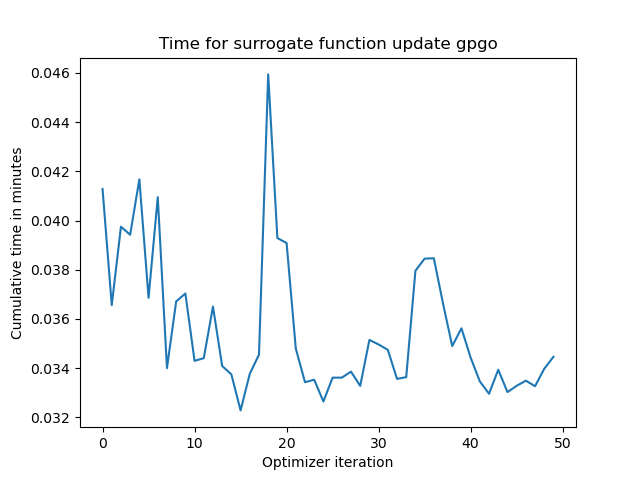 Time for surrogate function update gpgo
0.046
0.044
0.042
0.040
0.038
0.036
0.034
0.032
Cumulative time in minutes
0 10 20 30 40 50
Optimizer iteration